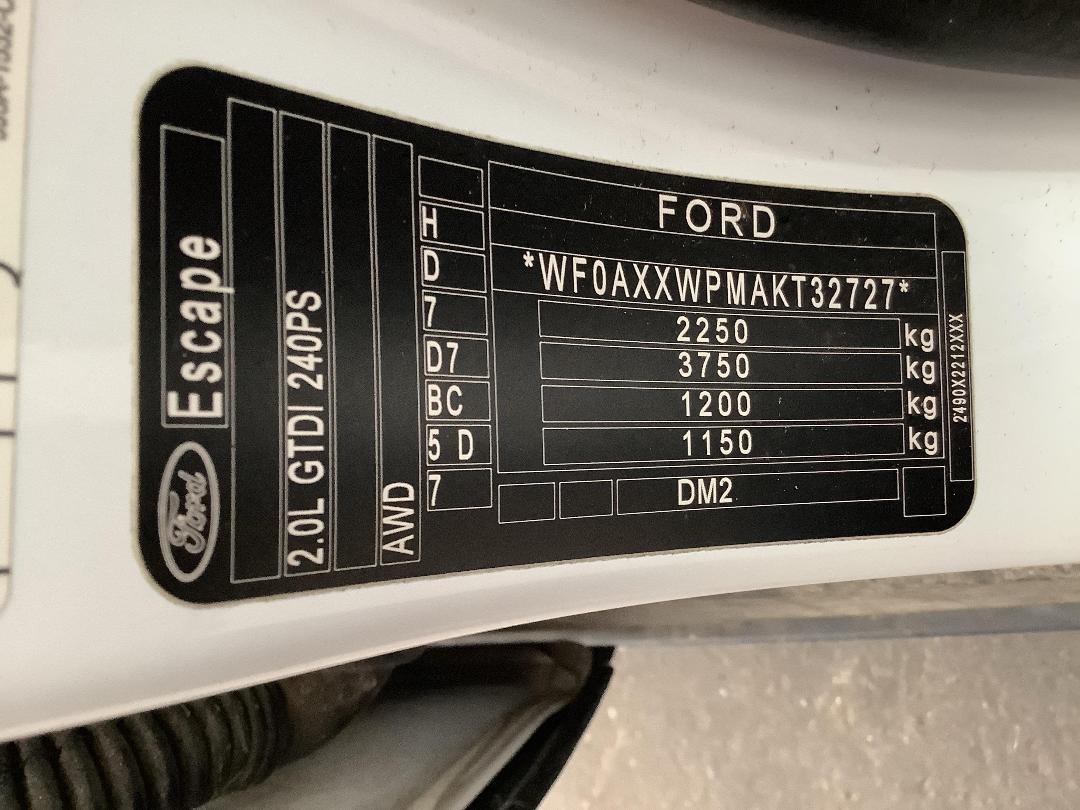 FORD
*WF0AXXWPMAKT32727*
2250 kg
3750 kg
1200 kg
1150 kg
DM2
2490X2212XXX
H
D
7
D7
BC
5 D
7
Ford Escape
2.0L GTDI 240PS
AWD